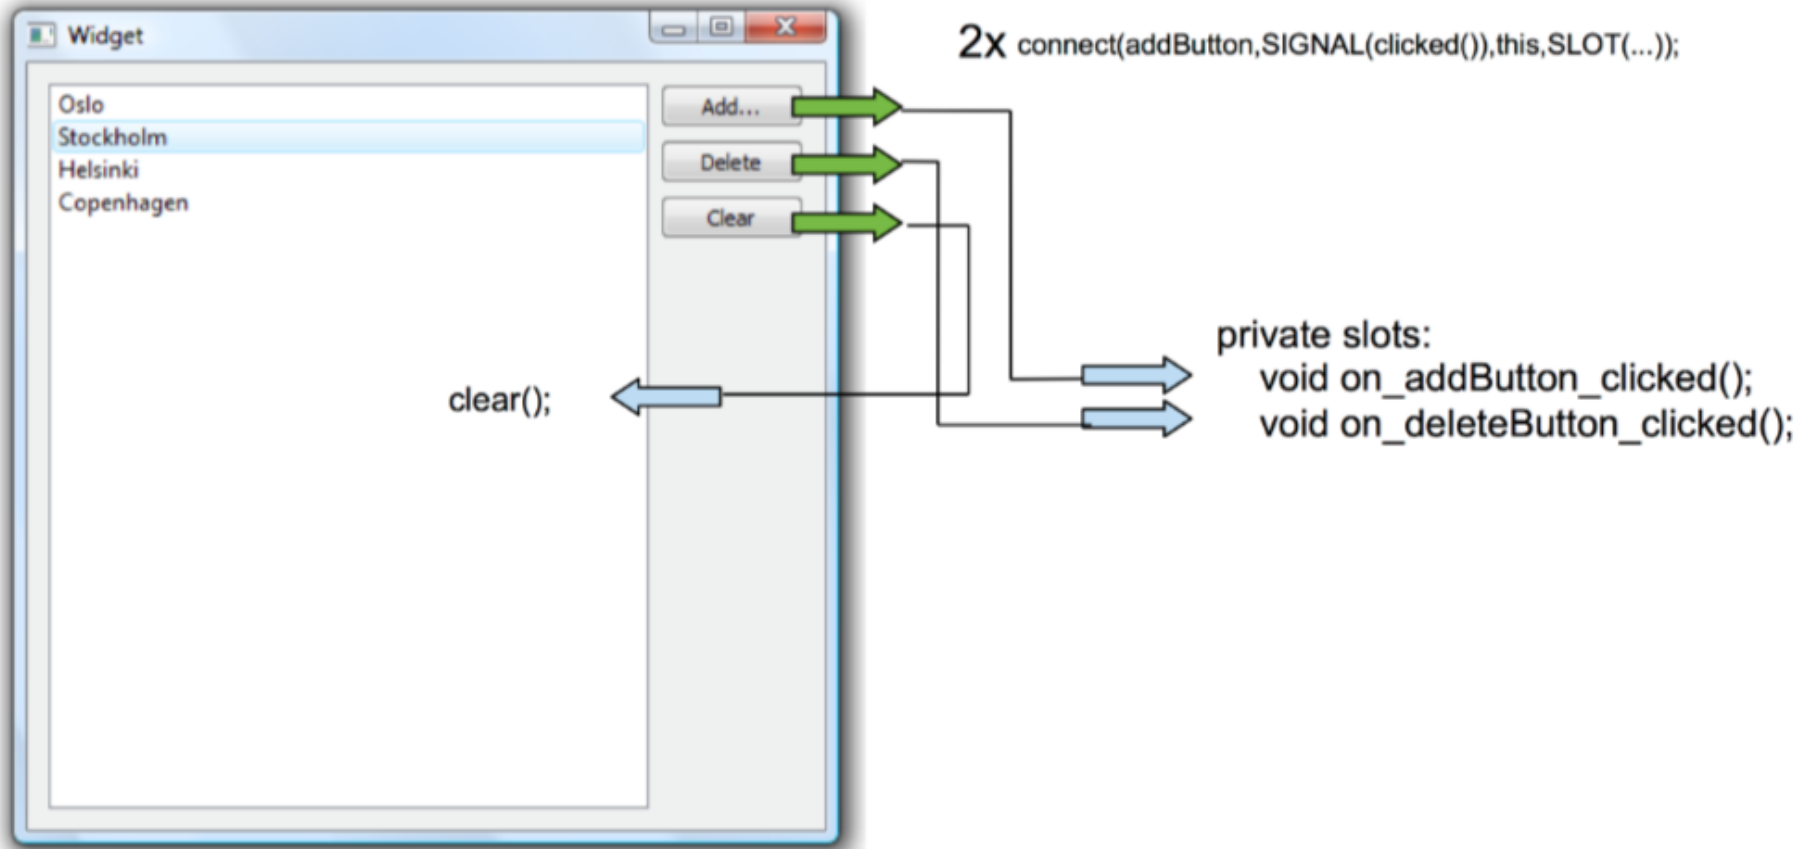 Widget
2x connect(addButton,SIGNAL(clicked()),this,SLOT(...));
Oslo
Stockholm
Helsinki
Copenhagen
Add...
Delete
Clear
clear();
private slots:
void on_addButton_clicked();
void on_deleteButton_clicked();